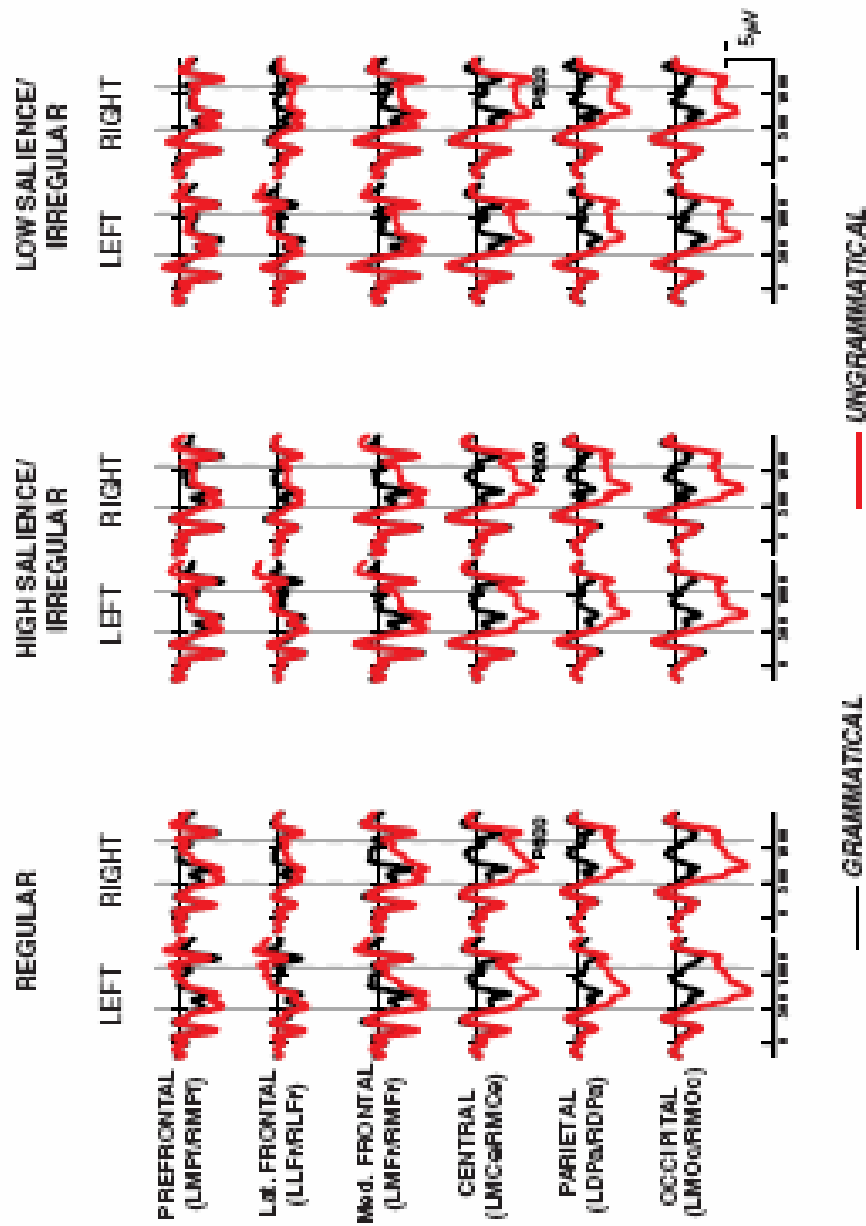 REGULAR
HIGH SALIENCE/
IRREGULAR
LOW SALIENCE/
IRREGULAR
LEFT RIGHT LEFT RIGHT LEFT RIGHT
PREFRONTAL
(LMPf/RMPf)
Lat. FRONTAL
(LLFr/RLFr)
Med. FRONTAL
(LMFr/RMFr)
CENTRAL
(LMCe/RMCe)
P600 P600 P600
PARIETAL
(LDPa/RDPa)
OCCIPITAL
(LMOc/RMOc)
5µV
GRAMMATICAL
UNGRAMMATICAL